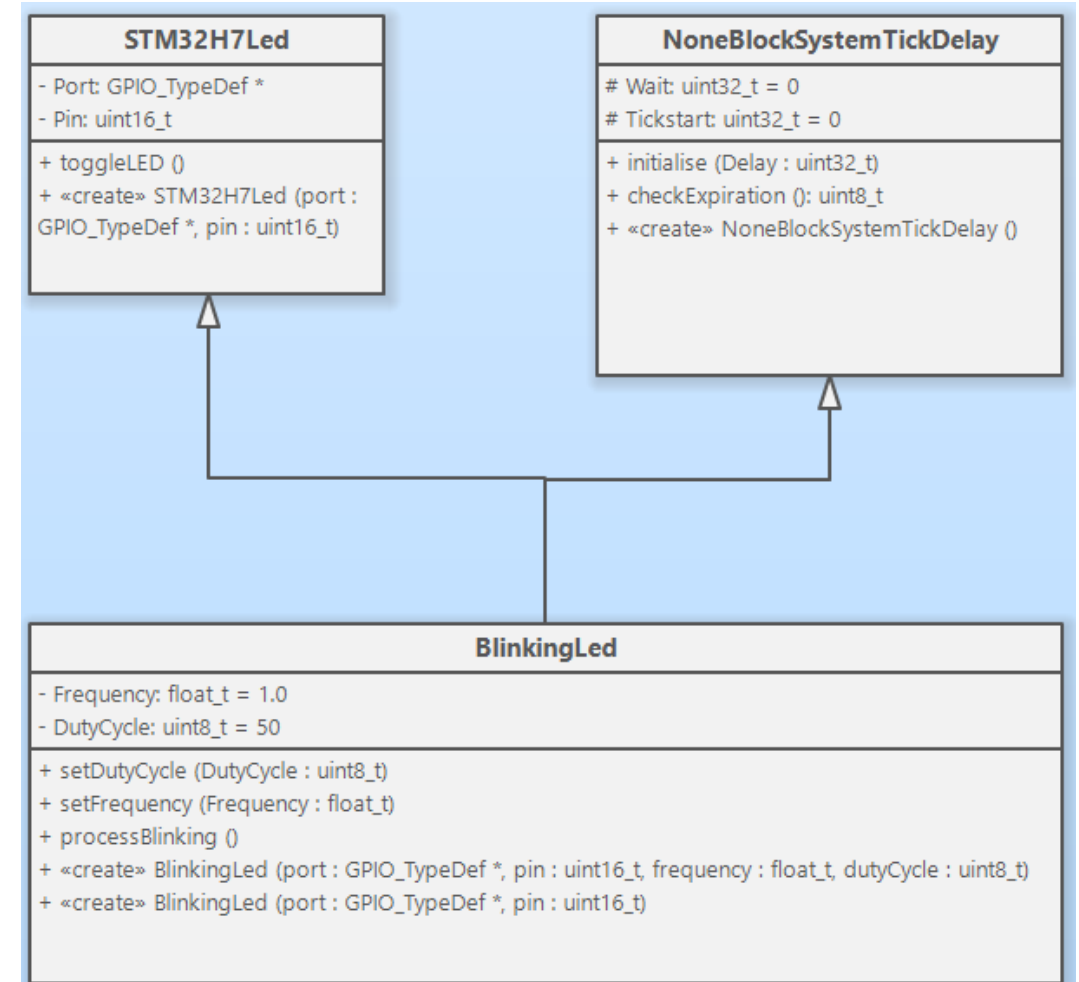 STM32H7Led
- Port: GPIO_TypeDef *
- Pin: uint16_t
+ toggleLED ()
+ «create» STM32H7Led (port :
GPIO_TypeDef *, pin : uint16_t)
NoneBlockSystemTickDelay
# Wait: uint32_t = 0
# Tickstart: uint32_t = 0
+ initialise (Delay : uint32_t)
+ checkExpiration (): uint8_t
+ «create» NoneBlockSystemTickDelay ()
BlinkingLed
- Frequency: float_t = 1.0
- DutyCycle: uint8_t = 50
+ setDutyCycle (DutyCycle : uint8_t)
+ setFrequency (Frequency : float_t)
+ processBlinking ()
+ «create» BlinkingLed (port : GPIO_TypeDef *, pin : uint16_t, frequency : float_t, dutyCycle : uint8_t)
+ «create» BlinkingLed (port : GPIO_TypeDef *, pin : uint16_t)